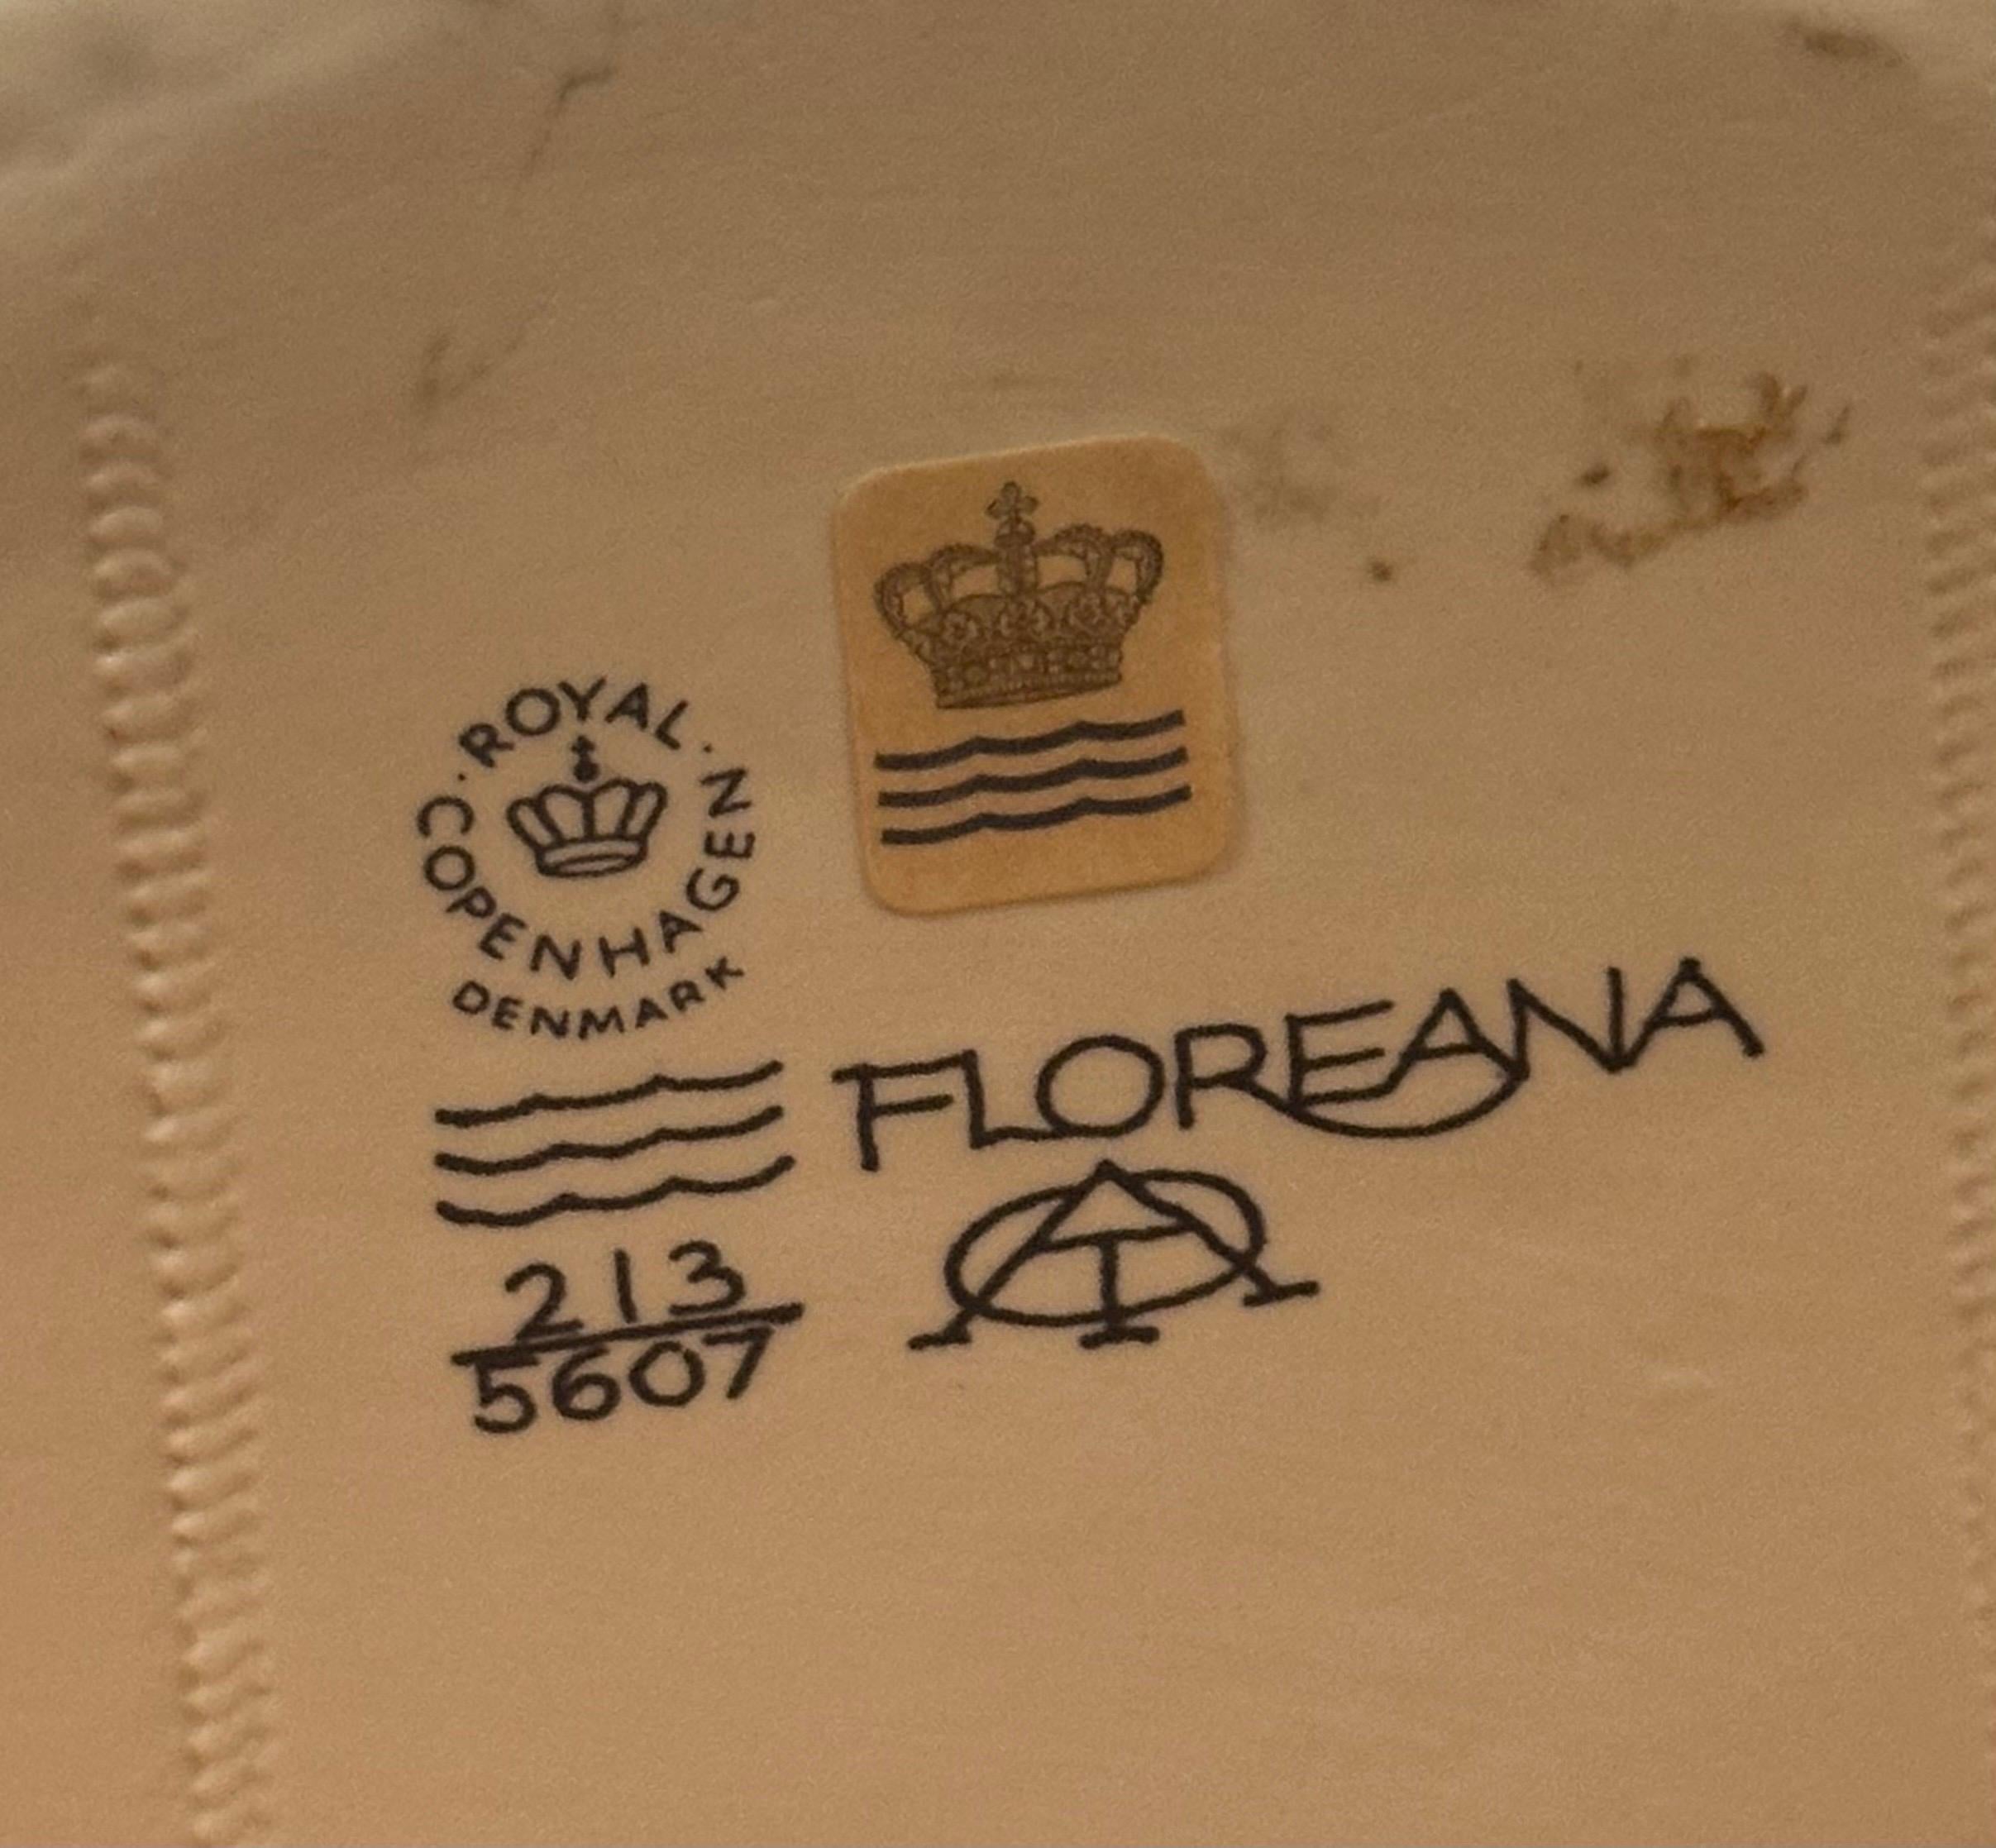 ·ROYAL·
COPENHAGEN
DENMARK
FLOREANA
213
5607